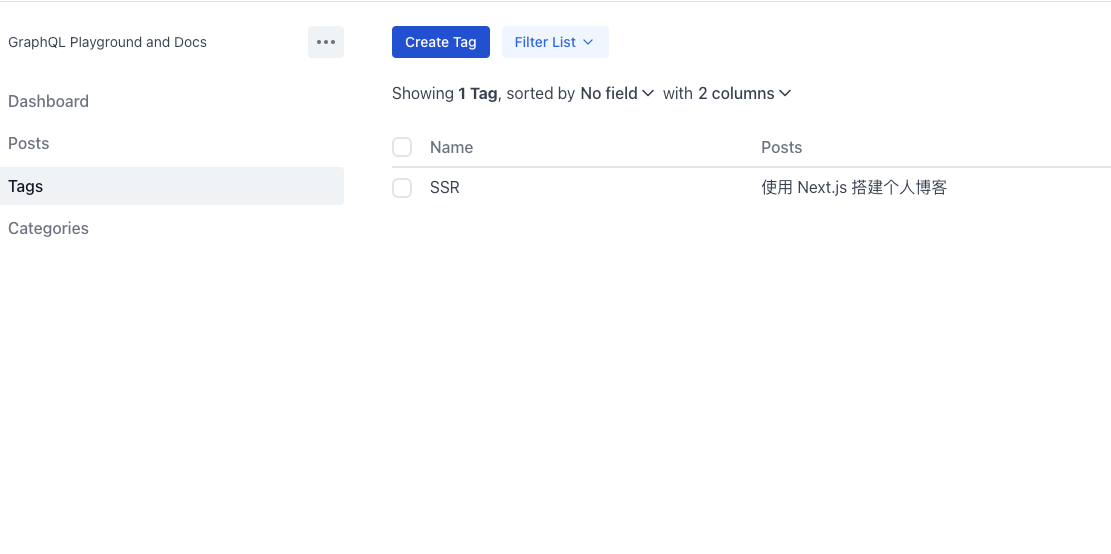 GraphQL Playground and Docs
Dashboard
Posts
Tags
Categories
Create Tag
Filter List
Showing 1 Tag, sorted by No field with 2 columns
Name Posts
SSR 使用 Next.js 搭建个人博客